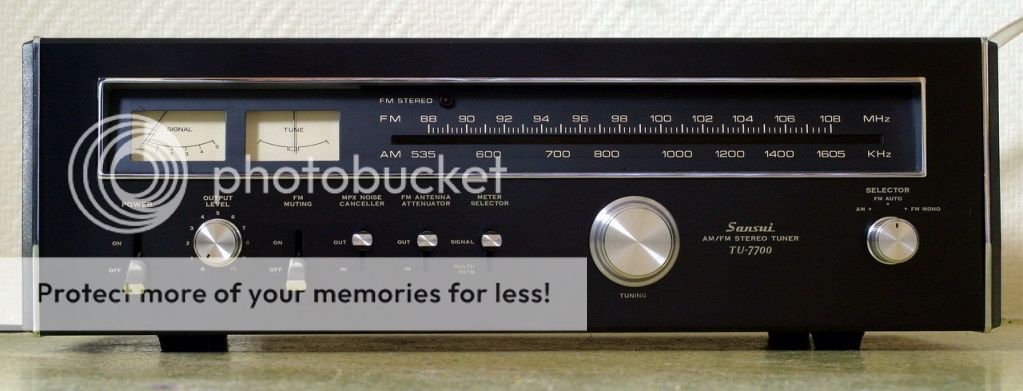 FM STEREO
FM 88 90 92 94 96 98 100 102 104 106 108 MHz
AM 535 600 700 800 1000 1200 1400 1605 KHz
SIGNAL
TUNE
photobucket
POWER
OUTPUT LEVEL
FM MUTING
MPX NOISE CANCELLER
FM ANTENNA ATTENUATOR
METER SELECTOR
ON
OFF
ON
OFF
OUT
IN
OUT
IN
SIGNAL
MULTI PATH
Sansui
AM/FM STEREO TUNER
TU-7700
TUNING
SELECTOR
FM AUTO
AM
FM MONO
Protect more of your memories for less!